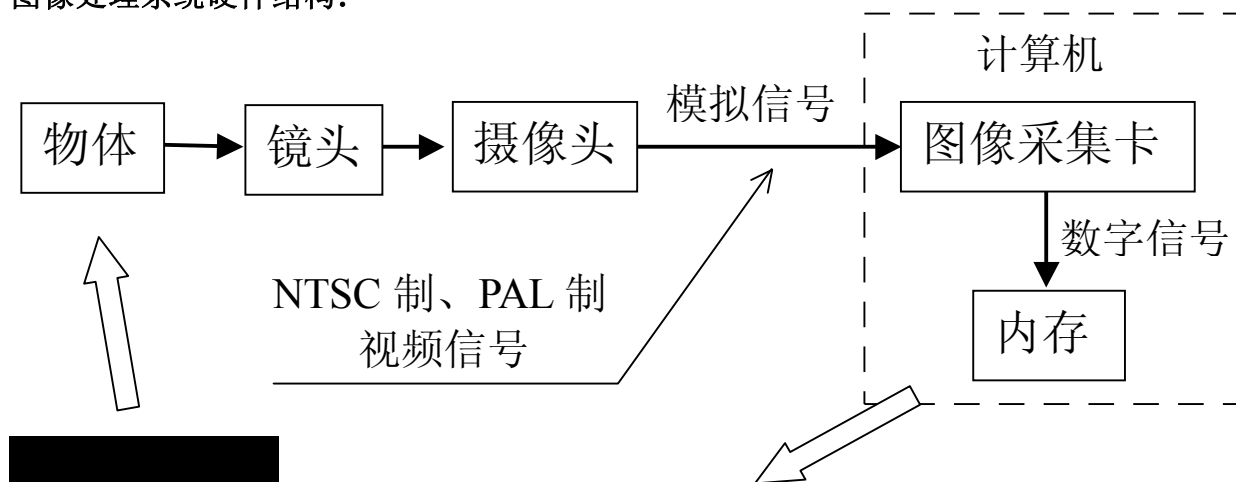 图像处理系统硬件结构：
计算机
物体
镜头
摄像头
模拟信号
图像采集卡
数字信号
NTSC 制、PAL 制
视频信号
内存